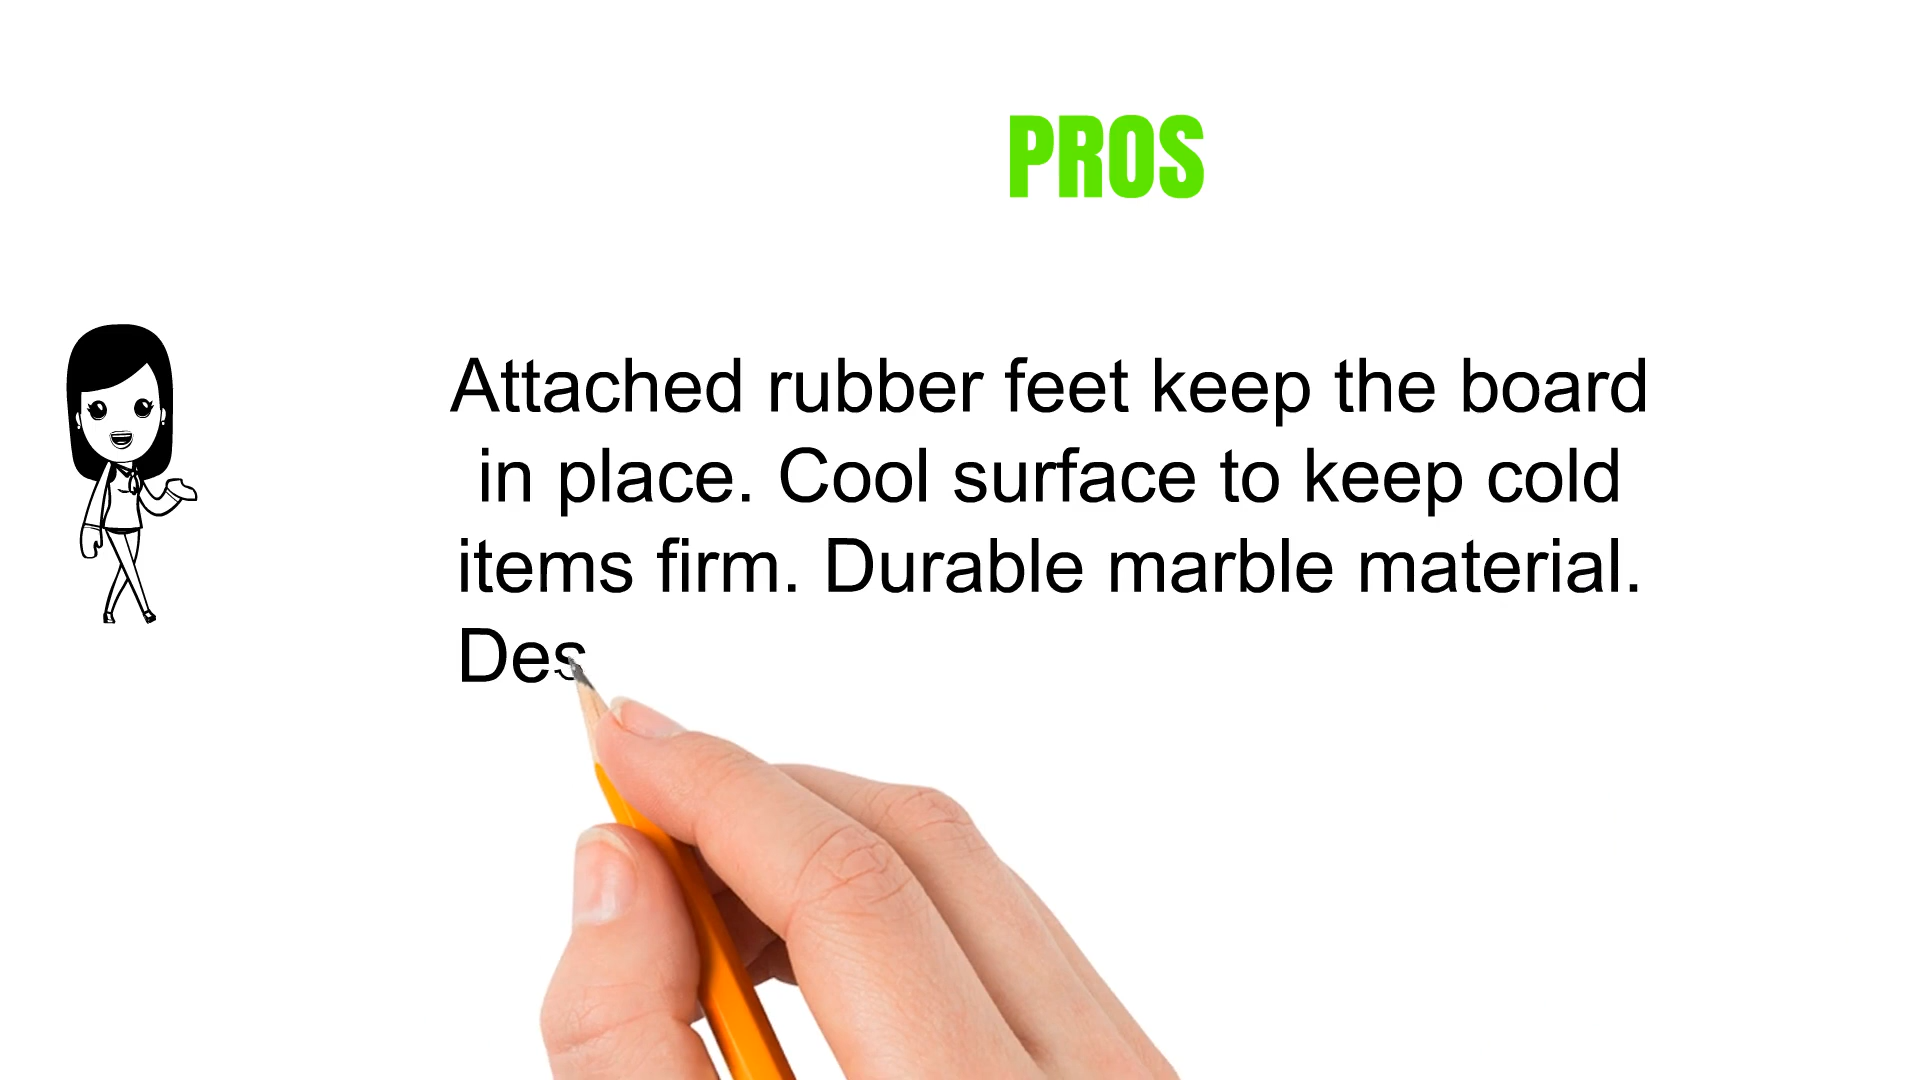 PROS
Attached rubber feet keep the board
in place. Cool surface to keep cold
items firm. Durable marble material.
Des